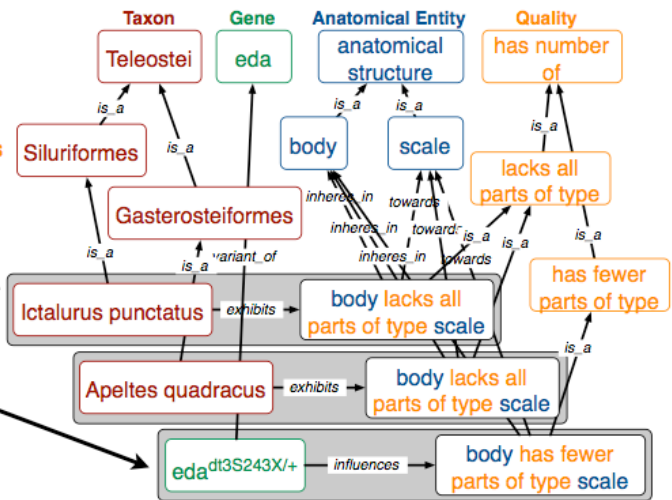 Taxon Gene Anatomical Entity Quality
Teleostei
eda
anatomical
structure
has number
of
is_a
is_a
is_a
is_a
is_a
s
Siluriformes
body
scale
lacks all
parts of type
Gasterosteiformes
inheres_in
towards
inheres_in
inheres_in
towards
is_a
is_a
is_a
is_a
is_a
variant_of
towards
has fewer
parts of type
Ictalurus punctatus
exhibits
body lacks all
parts of type scale
is_a
Apeltes quadracus
exhibits
body lacks all
parts of type scale
eda dt3S243X/+
influences
body has fewer
parts of type scale